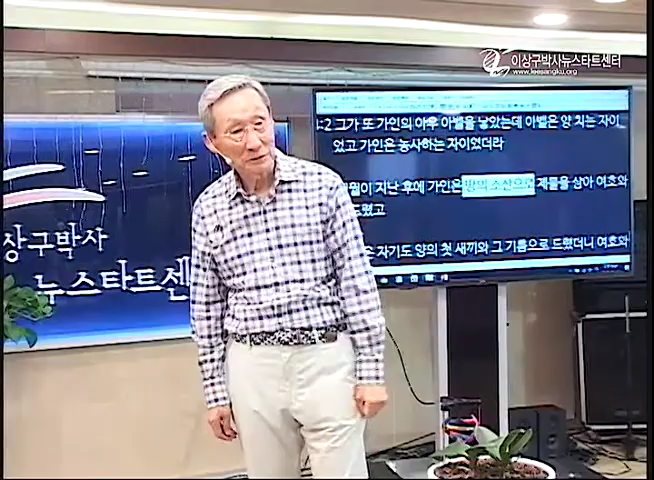 이상구박사뉴스타트센터
www.leesangku.org
:2 그가 또 가인의 아우 아벨을 낳았는데 아벨은 양 치는 자이
었고 가인은 농사하는 자이었더라
월이 지난 후에 가인은 땅의 소산으로 제물을 삼아 여호와
드렸고
은 자기도 양의 첫 새끼와 그 기름으로 드렸더니 여호와
상구박사
뉴스타트센